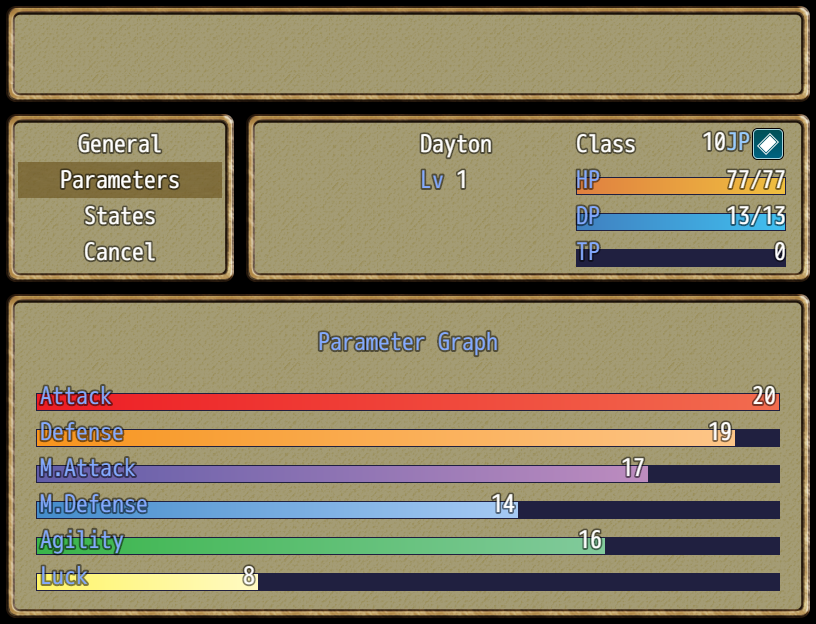 General
Parameters
States
Cancel
Dayton Class 10JP
Lv 1 HP 77/77
DP 13/13
TP 0
Parameter Graph
Attack 20
Defense 19
M.Attack 17
M.Defense 14
Agility 16
Luck 8